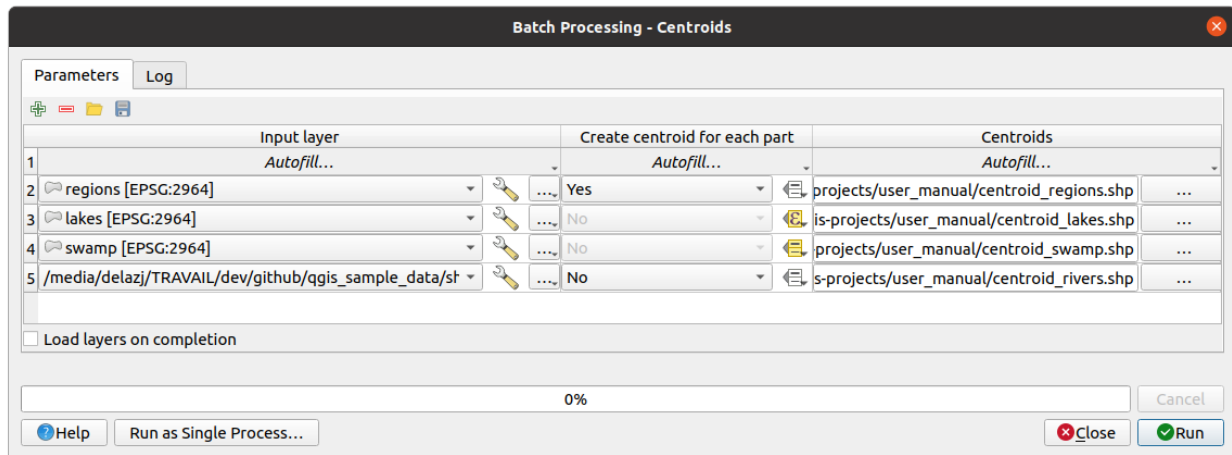 Batch Processing - Centroids
Parameters Log
Input layer Create centroid for each part Centroids
1 Autofill... Autofill... Autofill...
2 regions [EPSG:2964] ... Yes projects/user_manual/centroid_regions.shp ...
3 lakes [EPSG:2964] ... No ε is-projects/user_manual/centroid_lakes.shp ...
4 swamp [EPSG:2964] ... No projects/user_manual/centroid_swamp.shp ...
5 /media/delazj/TRAVAIL/dev/github/qgis_sample_data/sh ... No s-projects/user_manual/centroid_rivers.shp ...
Load layers on completion
0% Cancel
Help Run as Single Process... Close Run